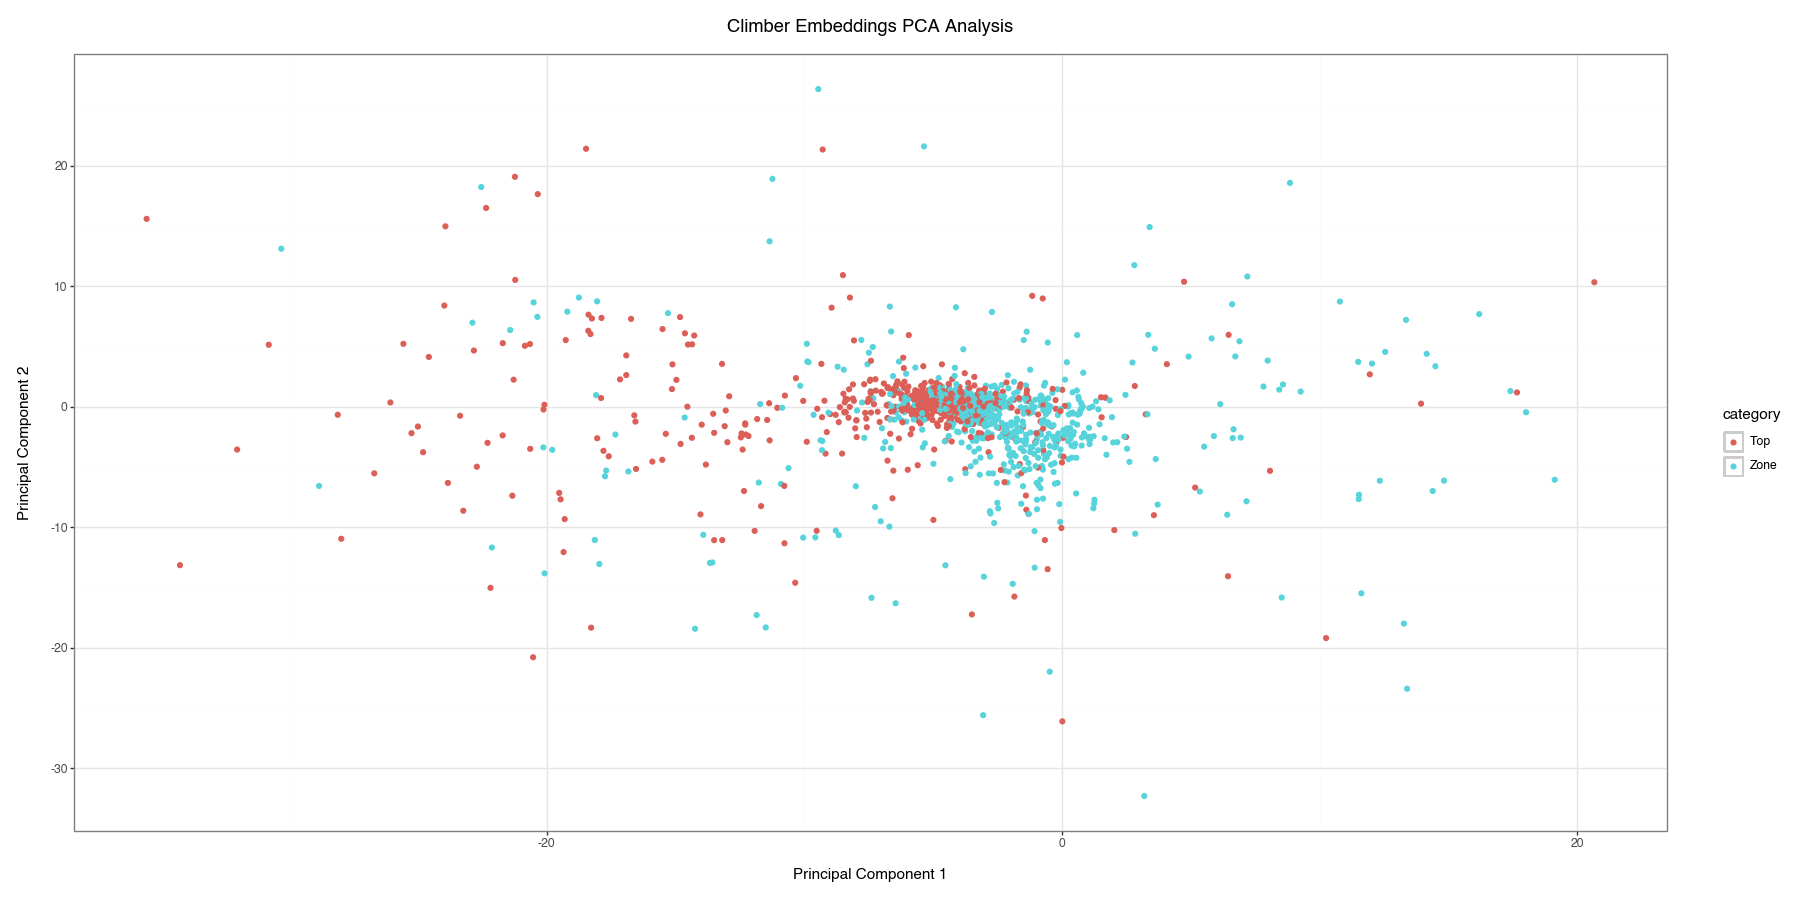 Climber Embeddings PCA Analysis
Principal Component 2
20
10
0
-10
-20
-30
-20
0
20
Principal Component 1
category
Top
Zone